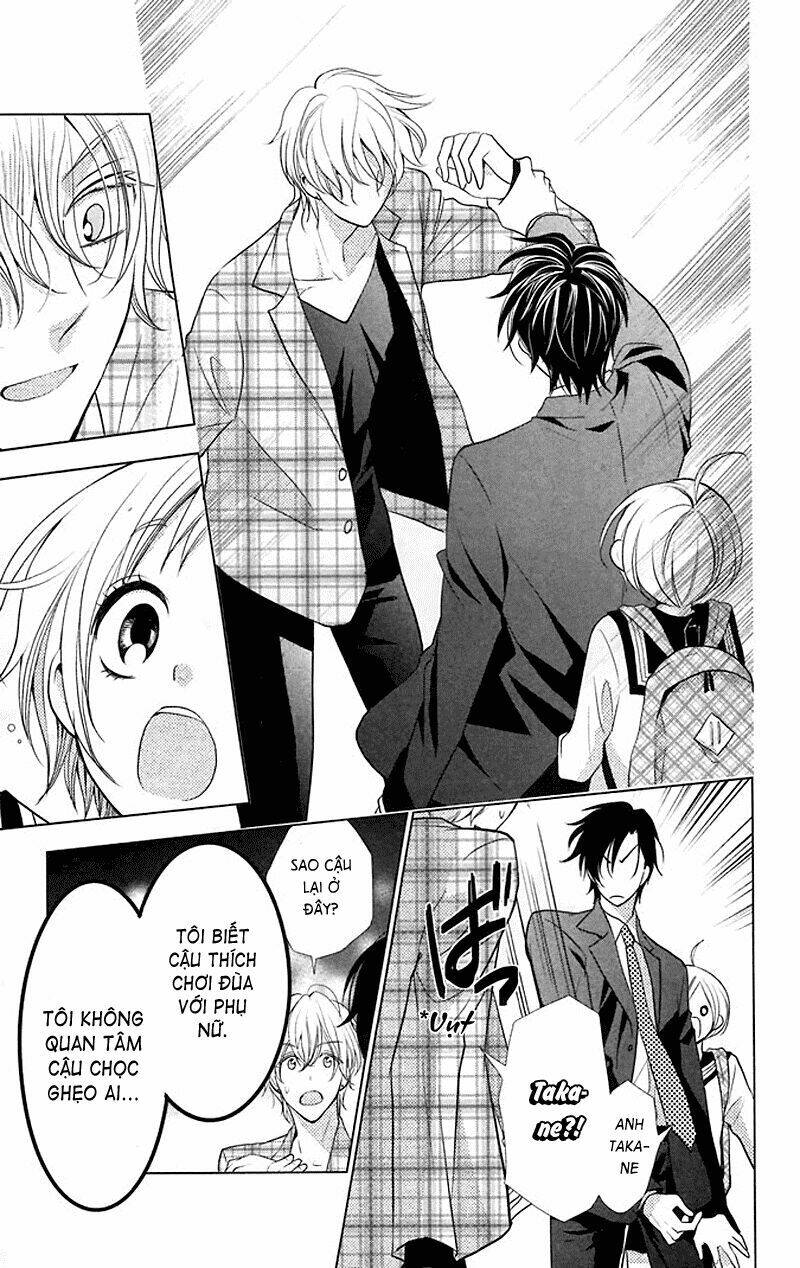 ばっ
*Vụt
Taka-
ne?!
ANH
TAKA-
NE
SAO CẬU
LẠI Ở
ĐÂY?
TÔI BIẾT
CẬU THÍCH
CHƠI ĐÙA
VỚI PHỤ
NỮ.
TÔI KHÔNG
QUAN TÂM
CẬU CHỌC
GHẸO AI...